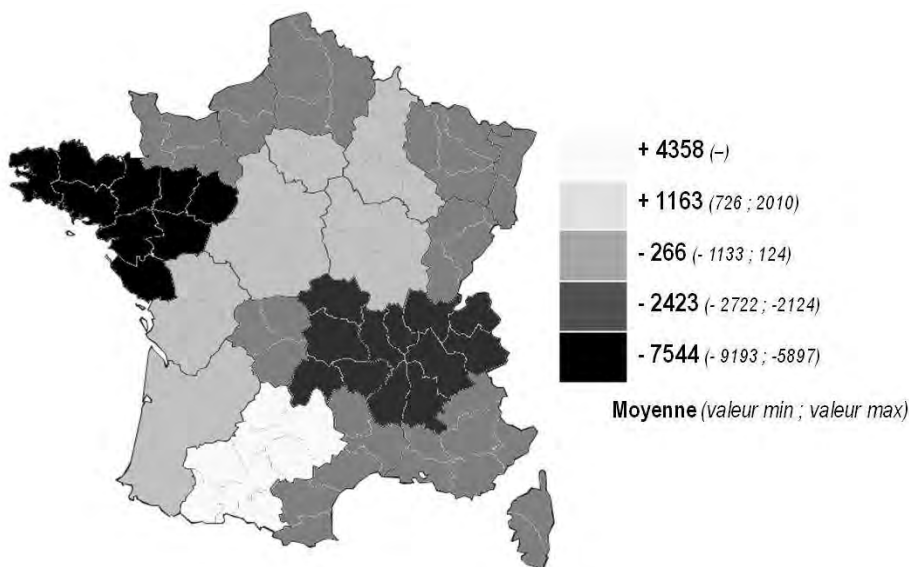 + 4358 (–)
+ 1163 (726 ; 2010)
- 266 (- 1133 ; 124)
- 2423 (- 2722 ; -2124)
- 7544 (- 9193 ; -5897)
Moyenne (valeur min ; valeur max)